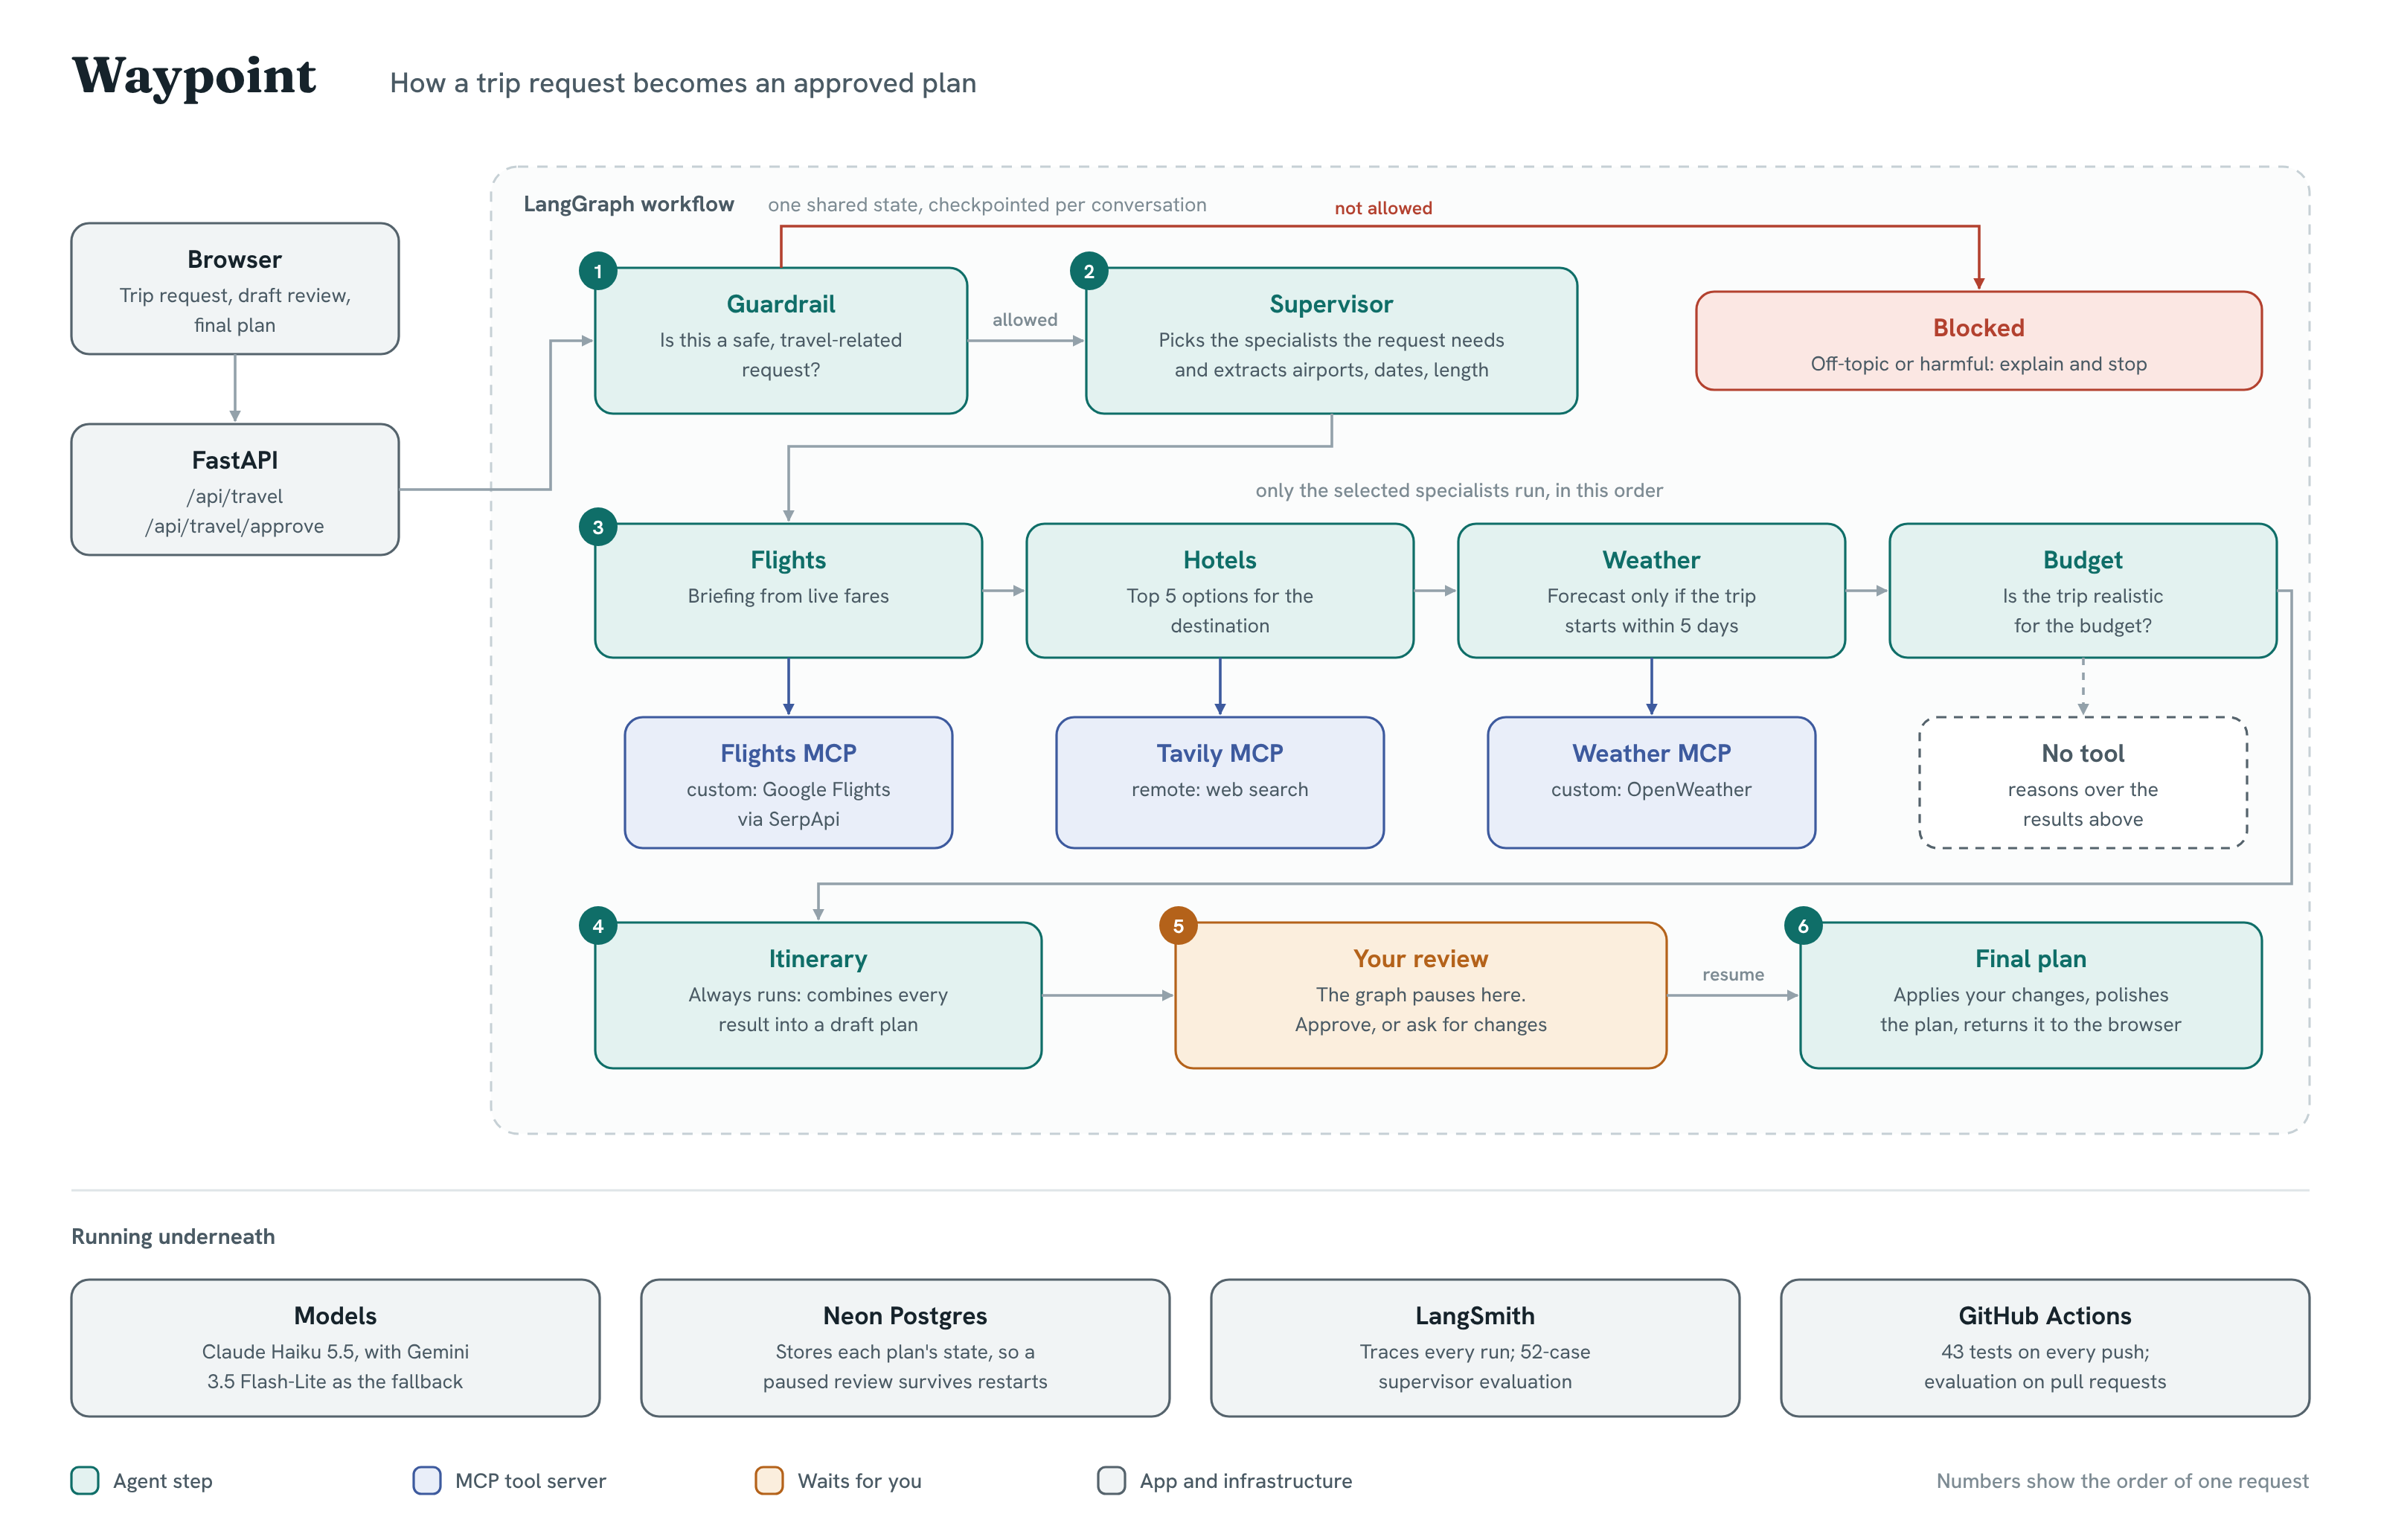 Waypoint
How a trip request becomes an approved plan
LangGraph workflow
one shared state, checkpointed per conversation
not allowed
Browser
Trip request, draft review,
final plan
FastAPI
/api/travel
/api/travel/approve
1
Guardrail
Is this a safe, travel-related
request?
allowed
2
Supervisor
Picks the specialists the request needs
and extracts airports, dates, length
Blocked
Off-topic or harmful: explain and stop
only the selected specialists run, in this order
3
Flights
Briefing from live fares
Hotels
Top 5 options for the
destination
Weather
Forecast only if the trip
starts within 5 days
Budget
Is the trip realistic
for the budget?
Flights MCP
custom: Google Flights
via SerpApi
Tavily MCP
remote: web search
Weather MCP
custom: OpenWeather
No tool
reasons over the
results above
4
Itinerary
Always runs: combines every
result into a draft plan
5
Your review
The graph pauses here.
Approve, or ask for changes
resume
6
Final plan
Applies your changes, polishes
the plan, returns it to the browser
Running underneath
Models
Claude Haiku 5.5, with Gemini
3.5 Flash-Lite as the fallback
Neon Postgres
Stores each plan's state, so a
paused review survives restarts
LangSmith
Traces every run; 52-case
supervisor evaluation
GitHub Actions
43 tests on every push;
evaluation on pull requests
Agent step
MCP tool server
Waits for you
App and infrastructure
Numbers show the order of one request